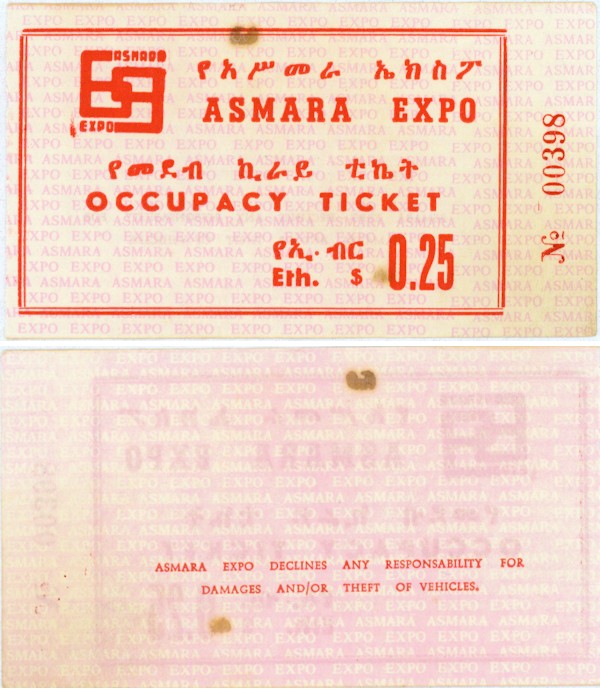 ASMARA
EXPO
የአሥመራ ኤክስፖ
ASMARA EXPO
የመደብ ኪራይ ቲኬት
OCCUPACY TICKET
የኢ· ብር
Eth. $ 0.25
№ 00398
ASMARA EXPO DECLINES ANY RESPONSABILITY FOR
DAMAGES AND/OR THEFT OF VEHICLES.